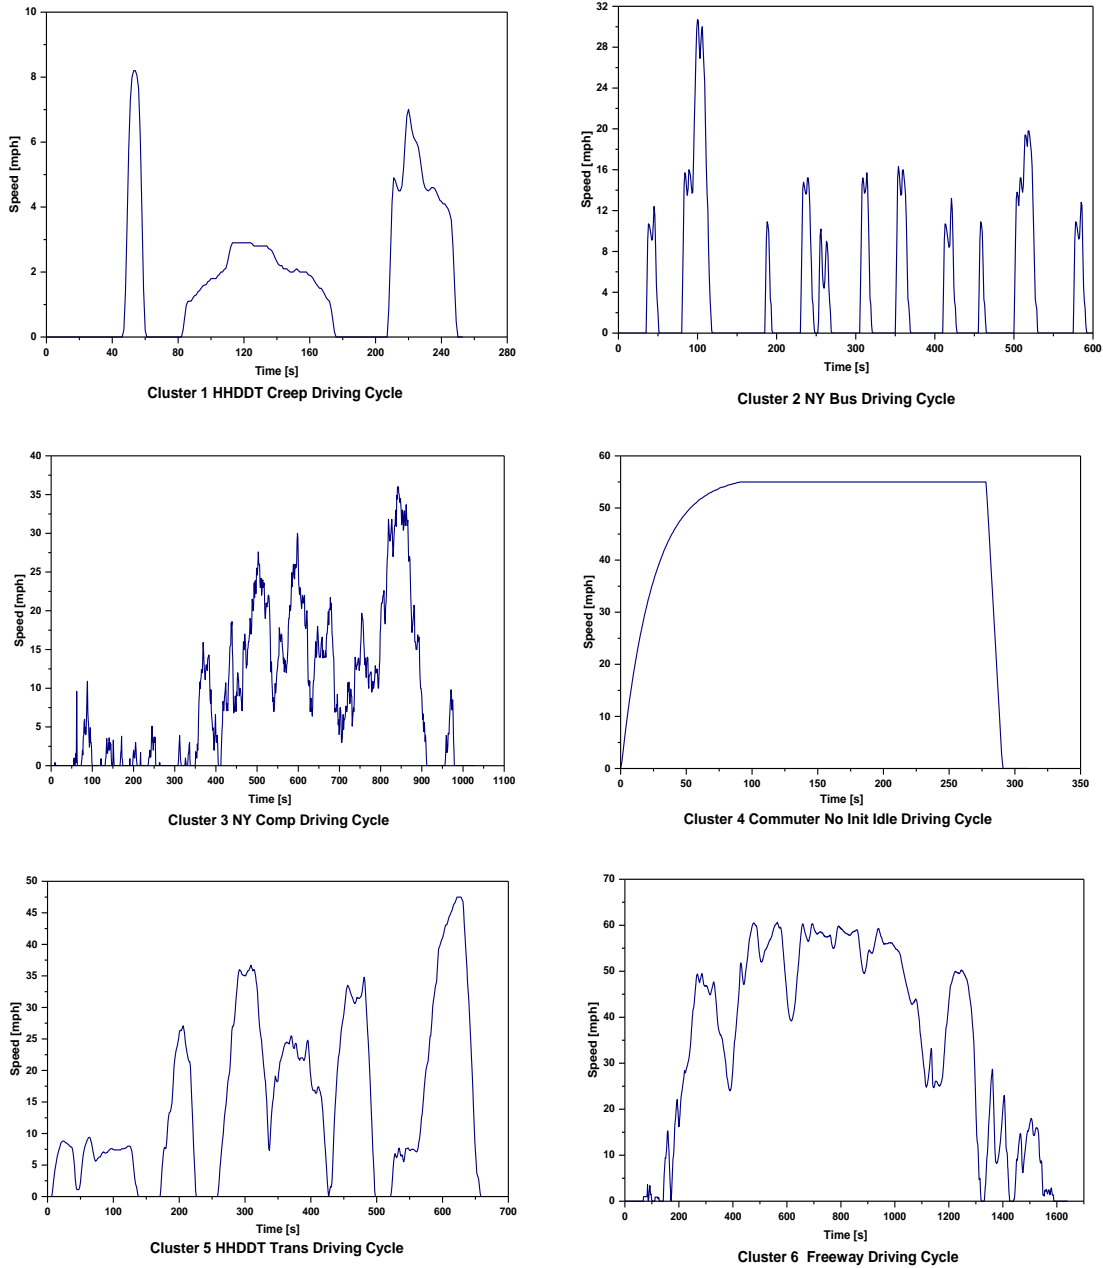 10
8
6
4
2
0
Speed [mph]
0 40 80 120 160 200 240 280
Time [s]
Cluster 1 HHDDT Creep Driving Cycle
32
28
24
20
16
12
8
4
0
Speed [mph]
0 100 200 300 400 500 600
Time [s]
Cluster 2 NY Bus Driving Cycle
40
35
30
25
20
15
10
5
0
Speed [mph]
0 100 200 300 400 500 600 700 800 900 1000 1100
Time [s]
Cluster 3 NY Comp Driving Cycle
60
50
40
30
20
10
0
Speed [mph]
0 50 100 150 200 250 300 350
Time [s]
Cluster 4 Commuter No Init Idle Driving Cycle
50
45
40
35
30
25
20
15
10
5
0
Speed [mph]
0 100 200 300 400 500 600 700
Time [s]
Cluster 5 HHDDT Trans Driving Cycle
70
60
50
40
30
20
10
0
Speed [mph]
0 200 400 600 800 1000 1200 1400 1600
Time [s]
Cluster 6 Freeway Driving Cycle